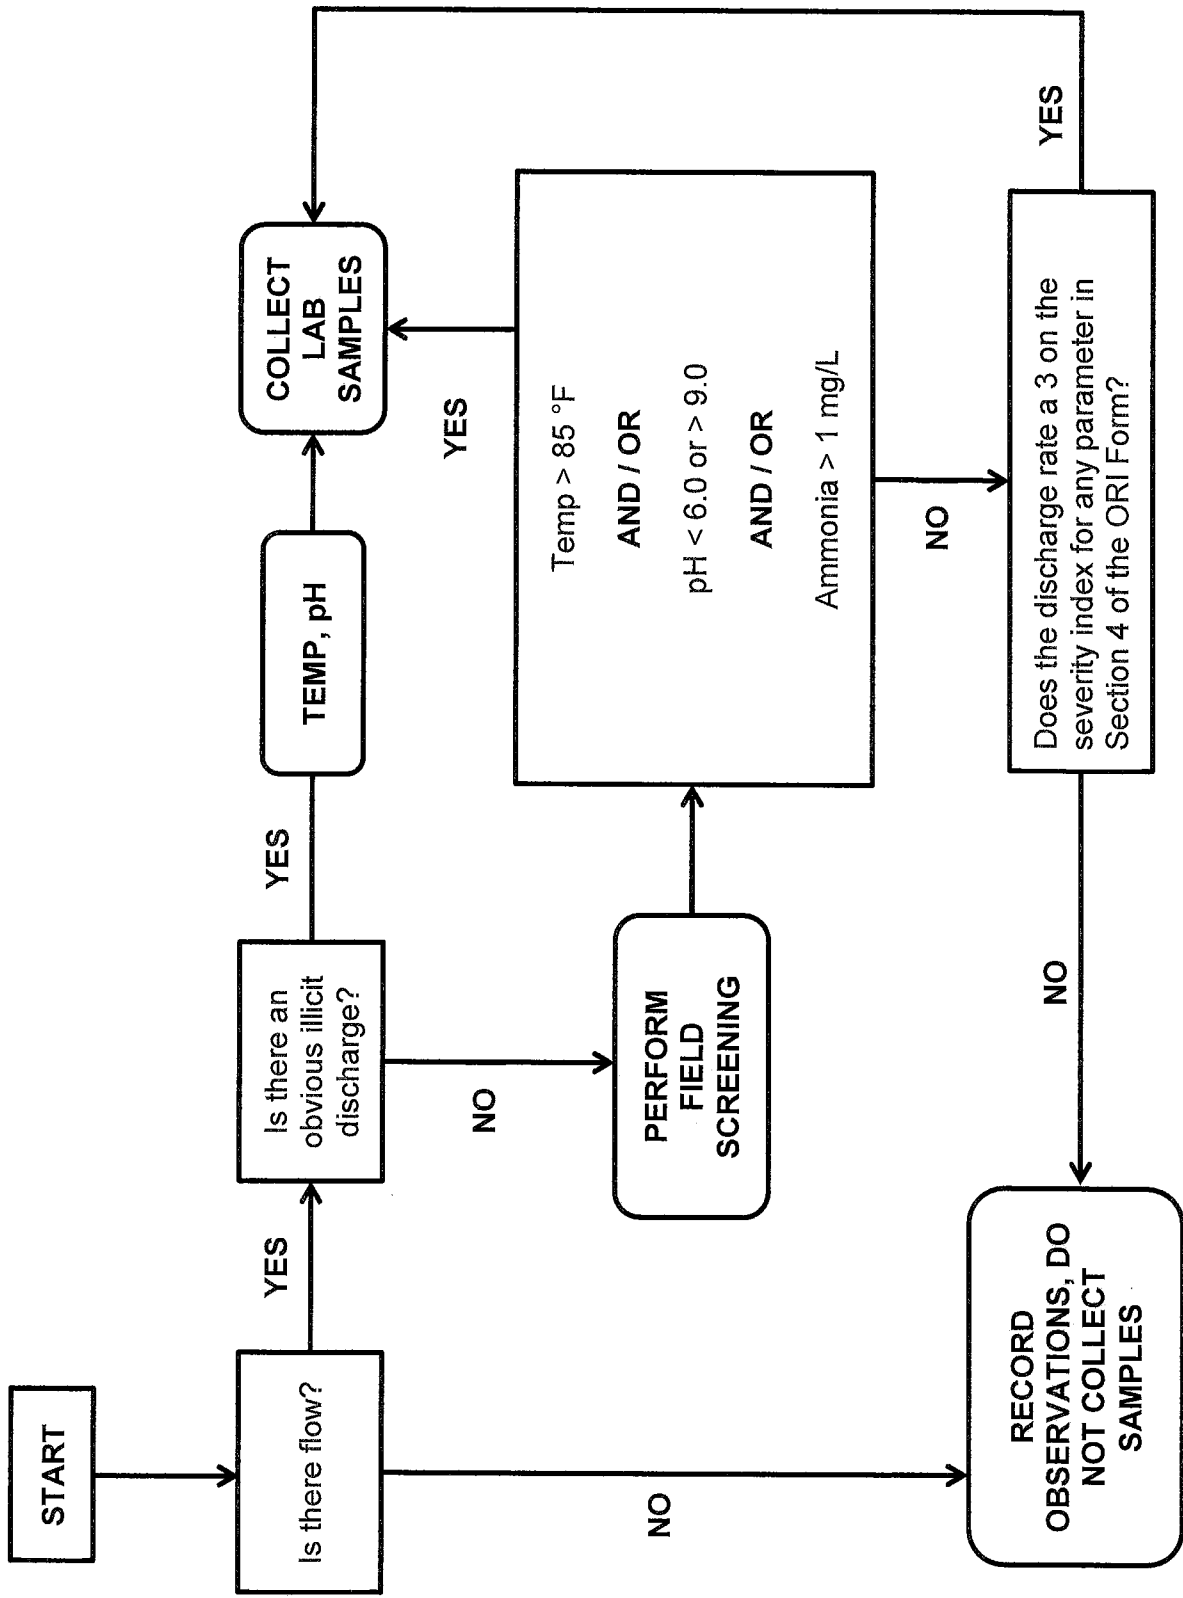 START
Is there flow?
YES
Is there an
obvious illicit
discharge?
YES
TEMP, pH
COLLECT
LAB
SAMPLES
NO
NO
PERFORM
FIELD
SCREENING
YES
Temp > 85 °F
AND / OR
pH < 6.0 or > 9.0
AND / OR
Ammonia > 1 mg/L
NO
RECORD
OBSERVATIONS, DO
NOT COLLECT
SAMPLES
NO
Does the discharge rate a 3 on the
severity index for any parameter in
Section 4 of the ORI Form?
YES